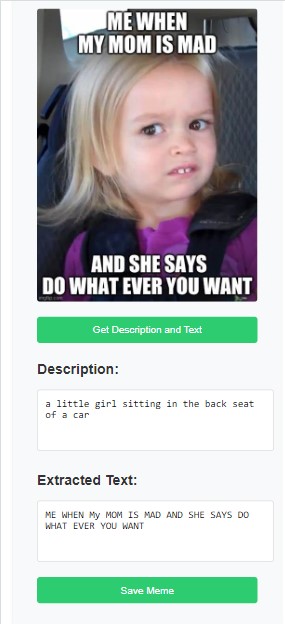 ME WHEN
MY MOM IS MAD
AND SHE SAYS
DO WHAT EVER YOU WANT
imgflip.com
Get Description and Text
Description:
a little girl sitting in the back seat
of a car
Extracted Text:
ME WHEN My MOM IS MAD AND SHE SAYS DO
WHAT EVER YOU WANT
Save Meme